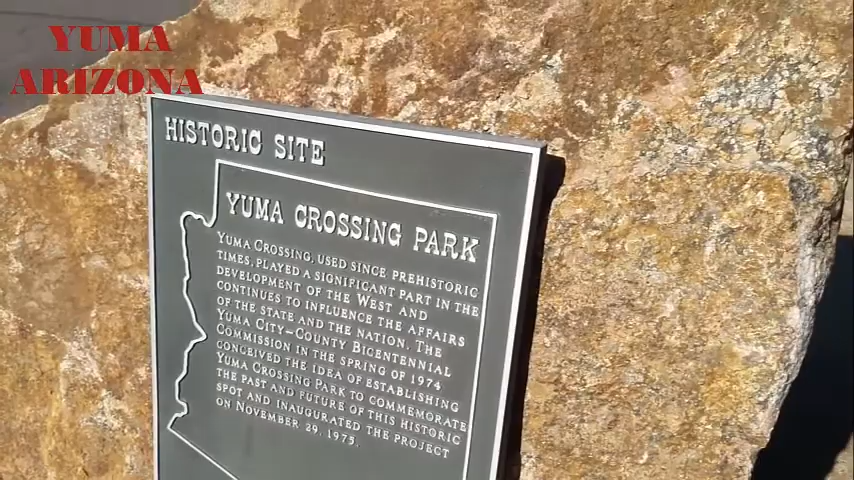 YUMA
ARIZONA
HISTORIC SITE
YUMA CROSSING PARK
YUMA CROSSING, USED SINCE PREHISTORIC
TIMES, PLAYED A SIGNIFICANT PART IN THE
DEVELOPMENT OF THE WEST AND
CONTINUES TO INFLUENCE THE AFFAIRS
OF THE STATE AND THE NATION. THE
YUMA CITY-COUNTY BICENTENNIAL
COMMISSION IN THE SPRING OF 1974
CONCEIVED THE IDEA OF ESTABLISHING
YUMA CROSSING PARK TO COMMEMORATE
THE PAST AND FUTURE OF THIS HISTORIC
SPOT AND INAUGURATED THE PROJECT
ON NOVEMBER 29, 1975.